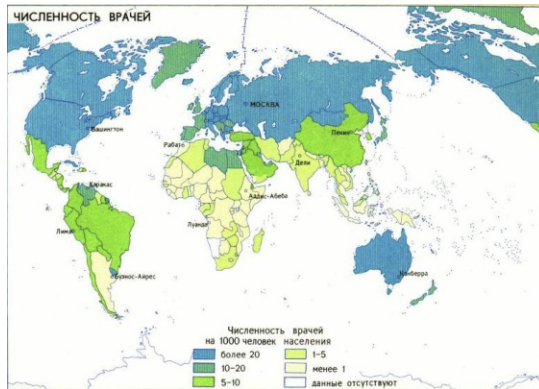 ЧИСЛЕННОСТЬ ВРАЧЕЙ
МОСКВА
Вашингтон
Пекин
Рабат
Дели
Каракас
Аддис-Абеба
Лима
Луанда
Буэнос-Айрес
Канберра
Численность врачей
на 1000 человек населения
более 20
1-5
10-20
менее 1
5-10
данные отсутствуют